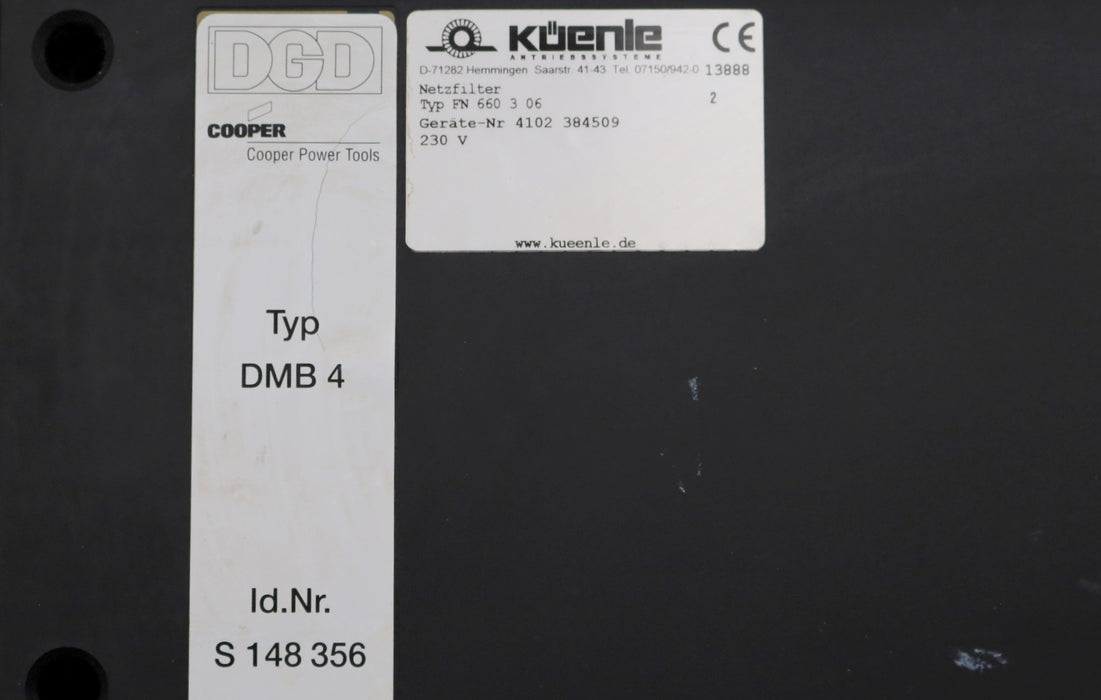 DGD
COOPER
Cooper Power Tools
Typ
DMB 4
Id.Nr.
S 148 356
KÜENLE
ANTRIEBSSYSTEME
CE
D-71282 Hemmingen Saarstr. 41-43 Tel. 07150/942-0 13888
Netzfilter
Typ FN 660 3 06
2
Geräte-Nr 4102 384509
230 V
www.kueenle.de